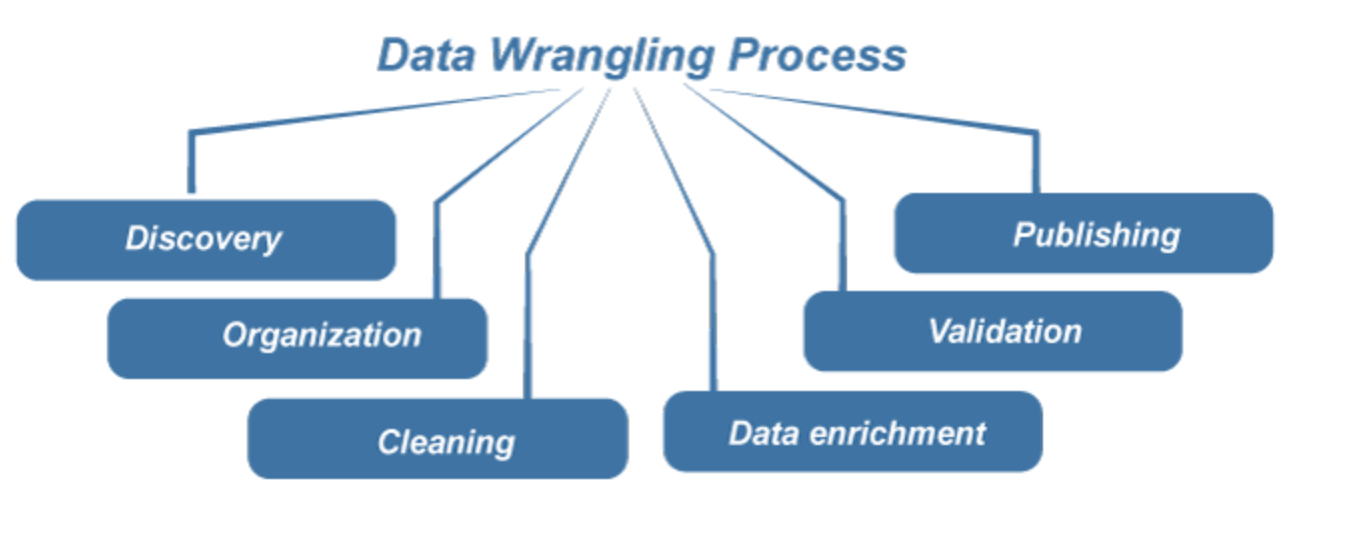 Data Wrangling Process
Discovery
Organization
Cleaning
Data enrichment
Validation
Publishing